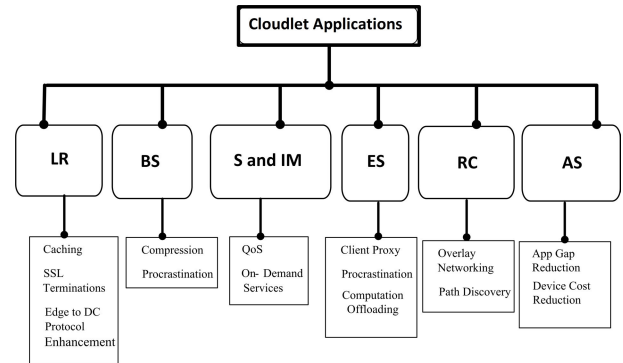 Cloudlet Applications
LR
BS
S and IM
ES
RC
AS
Caching
SSL
Terminations
Edge to DC
Protocol
Enhancement
Compression
Procrastination
QoS
On- Demand
Services
Client Proxy
Procrastination
Computation
Offloading
Overlay
Networking
Path Discovery
App Gap
Reduction
Device Cost
Reduction